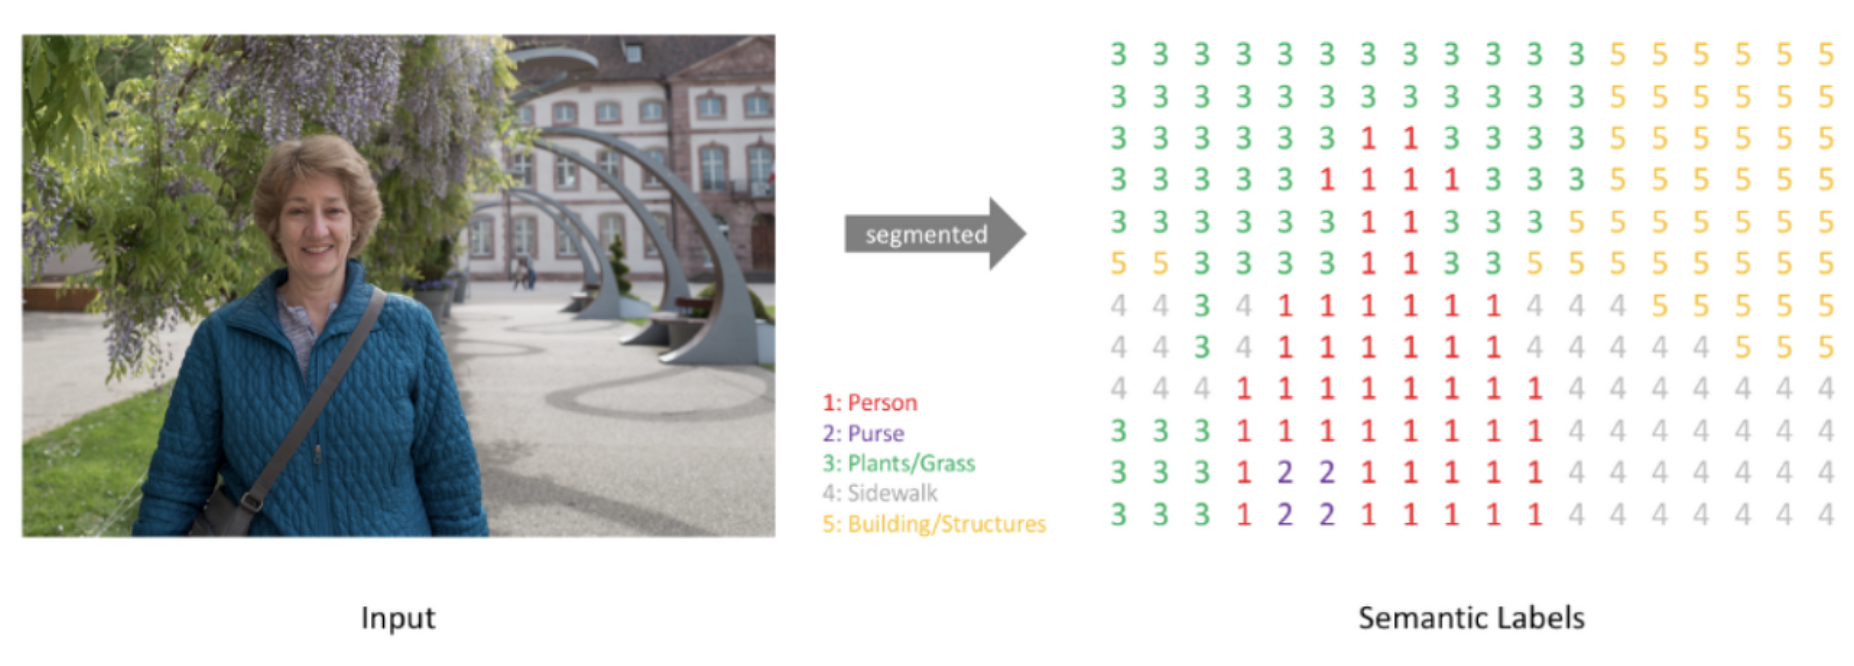 3 3 3 3 3 3 3 3 3 3 3 3 5 5 5 5 5 5
3 3 3 3 3 3 3 3 3 3 3 3 5 5 5 5 5 5
3 3 3 3 3 3 1 1 3 3 3 3 5 5 5 5 5 5
3 3 3 3 3 1 1 1 1 3 3 3 5 5 5 5 5 5
3 3 3 3 3 3 1 1 3 3 3 5 5 5 5 5 5 5
5 5 3 3 3 3 1 1 3 3 5 5 5 5 5 5 5 5
4 4 3 4 1 1 1 1 1 1 4 4 4 5 5 5 5 5
4 4 3 4 1 1 1 1 1 1 4 4 4 4 4 5 5 5
4 4 4 1 1 1 1 1 1 1 1 4 4 4 4 4 4 4
3 3 3 1 1 1 1 1 1 1 1 4 4 4 4 4 4 4
3 3 3 1 2 2 1 1 1 1 1 4 4 4 4 4 4 4
3 3 3 1 2 2 1 1 1 1 1 4 4 4 4 4 4 4
segmented
1: Person
2: Purse
3: Plants/Grass
4: Sidewalk
5: Building/Structures
Input
Semantic Labels